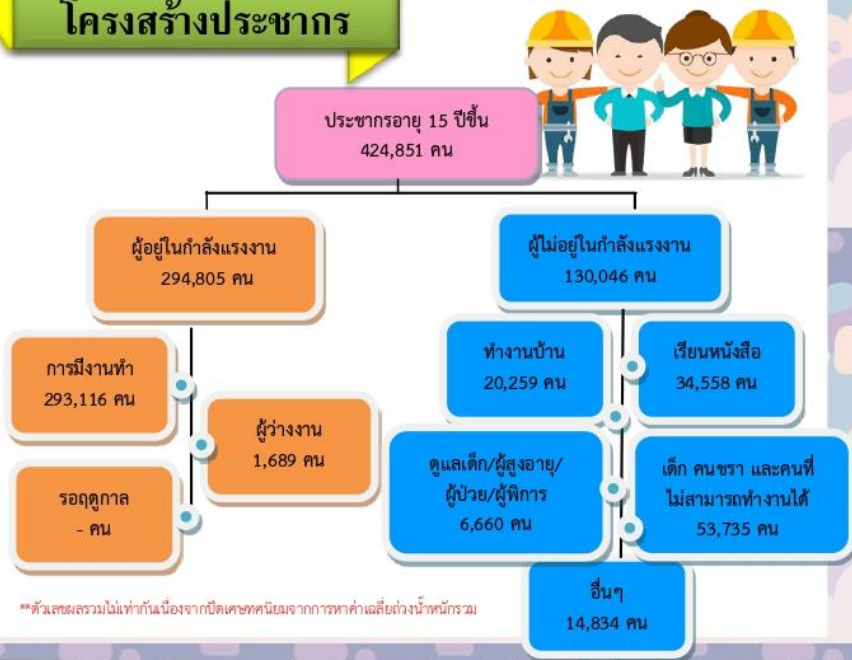 โครงสร้างประชากร
ประชากรอายุ 15 ปีขึ้น
424,851 คน
ผู้อยู่ในกำลังแรงงาน
294,805 คน
ผู้ไม่อยู่ในกำลังแรงงาน
130,046 คน
การมีงานทำ
293,116 คน
ผู้ว่างงาน
1,689 คน
รอฤดูกาล
- คน
ทำงานบ้าน
20,259 คน
เรียนหนังสือ
34,558 คน
ดูแลเด็ก/ผู้สูงอายุ/
ผู้ป่วย/ผู้พิการ
6,660 คน
เด็ก คนชรา และคนที่
ไม่สามารถทำงานได้
53,735 คน
อื่นๆ
14,834 คน
**ตัวเลขผลรวมไม่เท่ากันเนื่องจากปัดเศษทศนิยมจากการหาค่าเฉลี่ยถ่วงน้ำหนักรวม